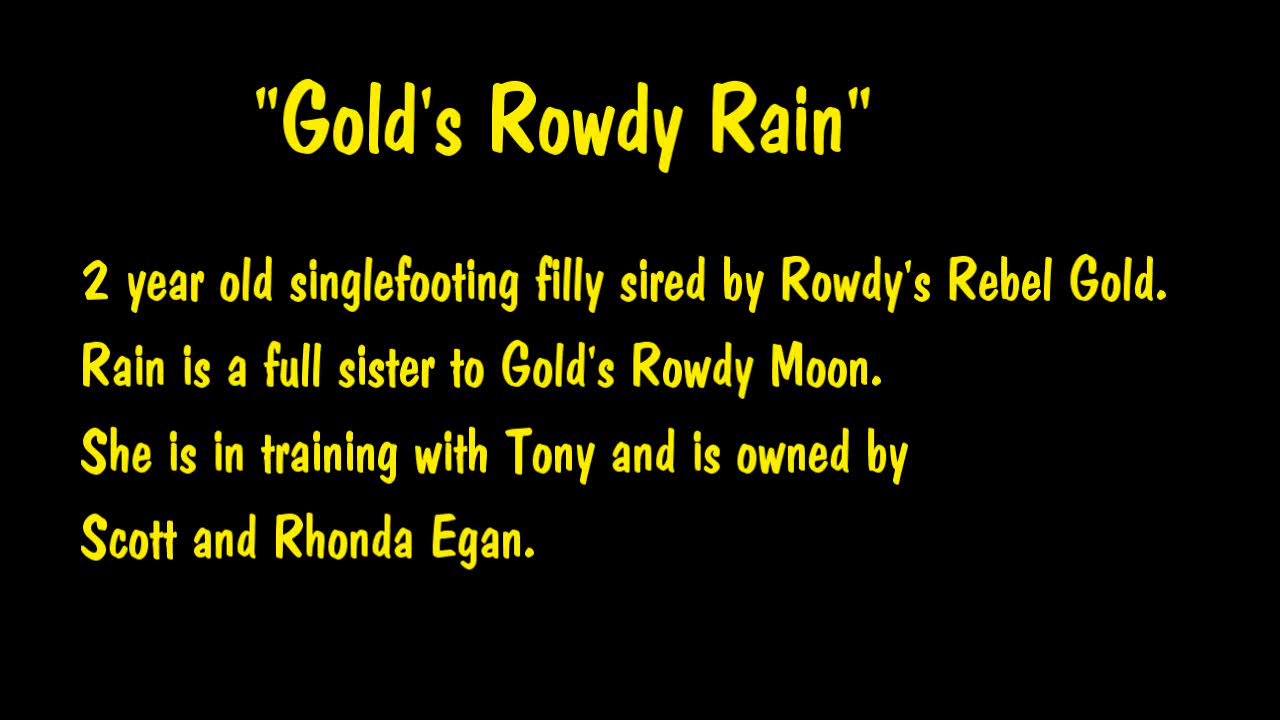 "Gold's Rowdy Rain"
2 year old singlefooting filly sired by Rowdy's Rebel Gold.
Rain is a full sister to Gold's Rowdy Moon.
She is in training with Tony and is owned by
Scott and Rhonda Egan.